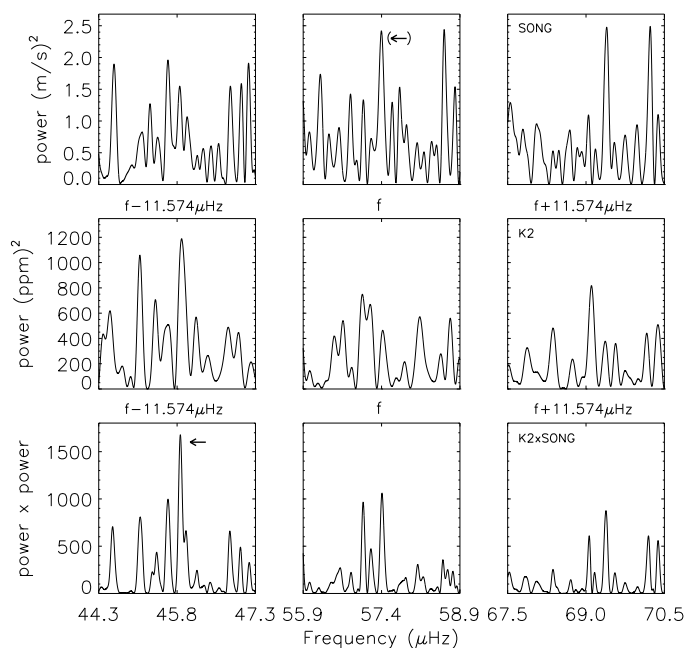 SONG
(←)
power (m/s)²
2.5
2.0
1.5
1.0
0.5
0.0
f−11.574μHz
f
f+11.574μHz
K2
power (ppm)²
1200
1000
800
600
400
200
0
f−11.574μHz
f
f+11.574μHz
K2xSONG
←
power x power
1500
1000
500
0
44.3 45.8 47.3 55.9 57.4 58.9 67.5 69.0 70.5
Frequency (μHz)